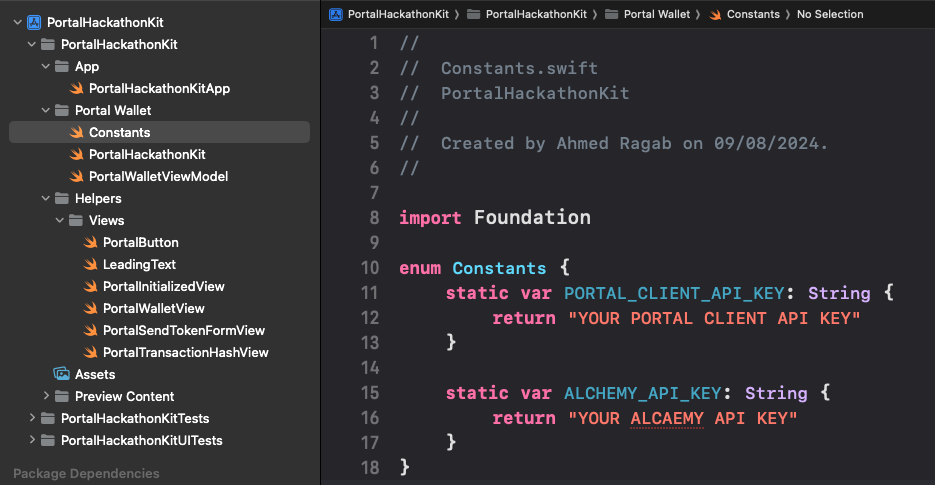 PortalHackathonKit
PortalHackathonKit
App
PortalHackathonKitApp
Portal Wallet
Constants
PortalHackathonKit
PortalWalletViewModel
Helpers
Views
PortalButton
LeadingText
PortalInitializedView
PortalWalletView
PortalSendTokenFormView
PortalTransactionHashView
Assets
Preview Content
PortalHackathonKitTests
PortalHackathonKitUITests
Package Dependencies
PortalHackathonKit 〉 PortalHackathonKit 〉 Portal Wallet 〉 Constants 〉 No Selection
1 //
2 //  Constants.swift
3 //  PortalHackathonKit
4 //
5 //  Created by Ahmed Ragab on 09/08/2024.
6 //
7
8 import Foundation
9
10 enum Constants {
11     static var PORTAL_CLIENT_API_KEY: String {
12         return "YOUR PORTAL CLIENT API KEY"
13     }
14
15     static var ALCHEMY_API_KEY: String {
16         return "YOUR ALCAEMY API KEY"
17     }
18 }